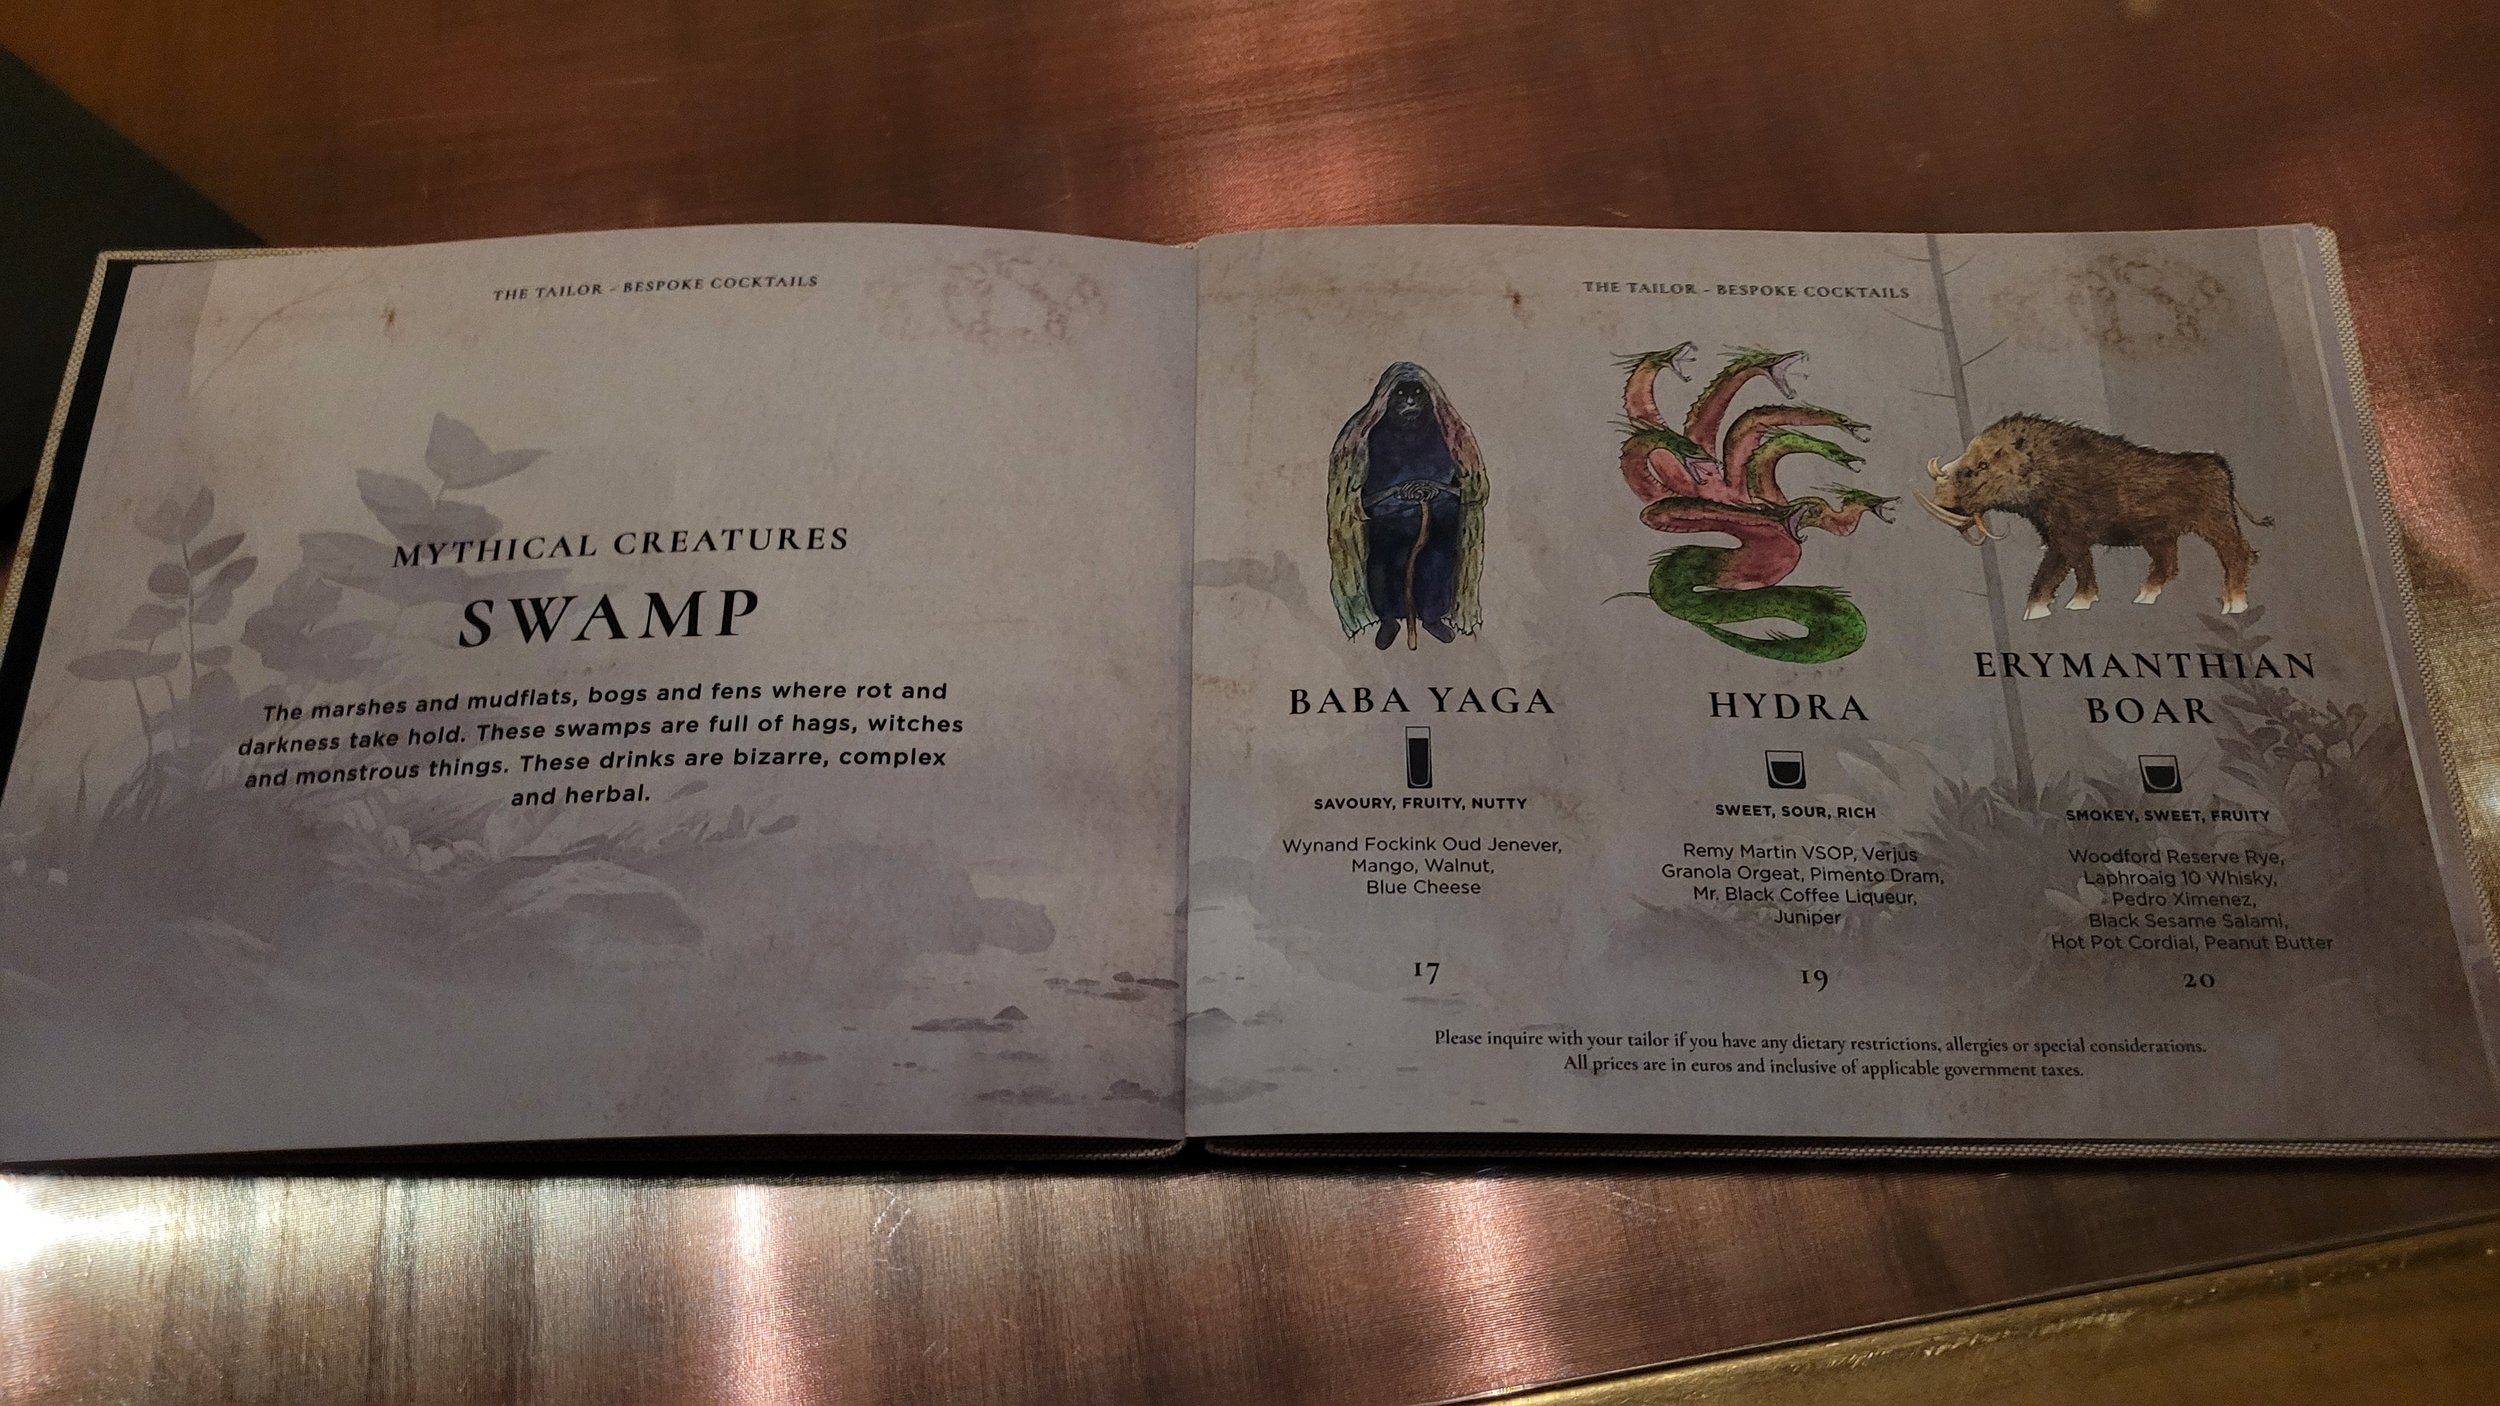 THE TAILOR - BESPOKE COCKTAILS
MYTHICAL CREATURES
SWAMP
The marshes and mudflats, bogs and fens where rot and
darkness take hold. These swamps are full of hags, witches
and monstrous things. These drinks are bizarre, complex
and herbal.
THE TAILOR - BESPOKE COCKTAILS
BABA YAGA
SAVOURY, FRUITY, NUTTY
Wynand Fockink Oud Jenever,
Mango, Walnut,
Blue Cheese
17
HYDRA
SWEET, SOUR, RICH
Remy Martin VSOP, Verjus
Granola Orgeat, Pimento Dram,
Mr. Black Coffee Liqueur,
Juniper
19
ERYMANTHIAN
BOAR
SMOKEY, SWEET, FRUITY
Woodford Reserve Rye,
Laphroaig 10 Whisky,
Pedro Ximenez,
Black Sesame Salami,
Hot Pot Cordial, Peanut Butter
20
Please inquire with your tailor if you have any dietary restrictions, allergies or special considerations.
All prices are in euros and inclusive of applicable government taxes.